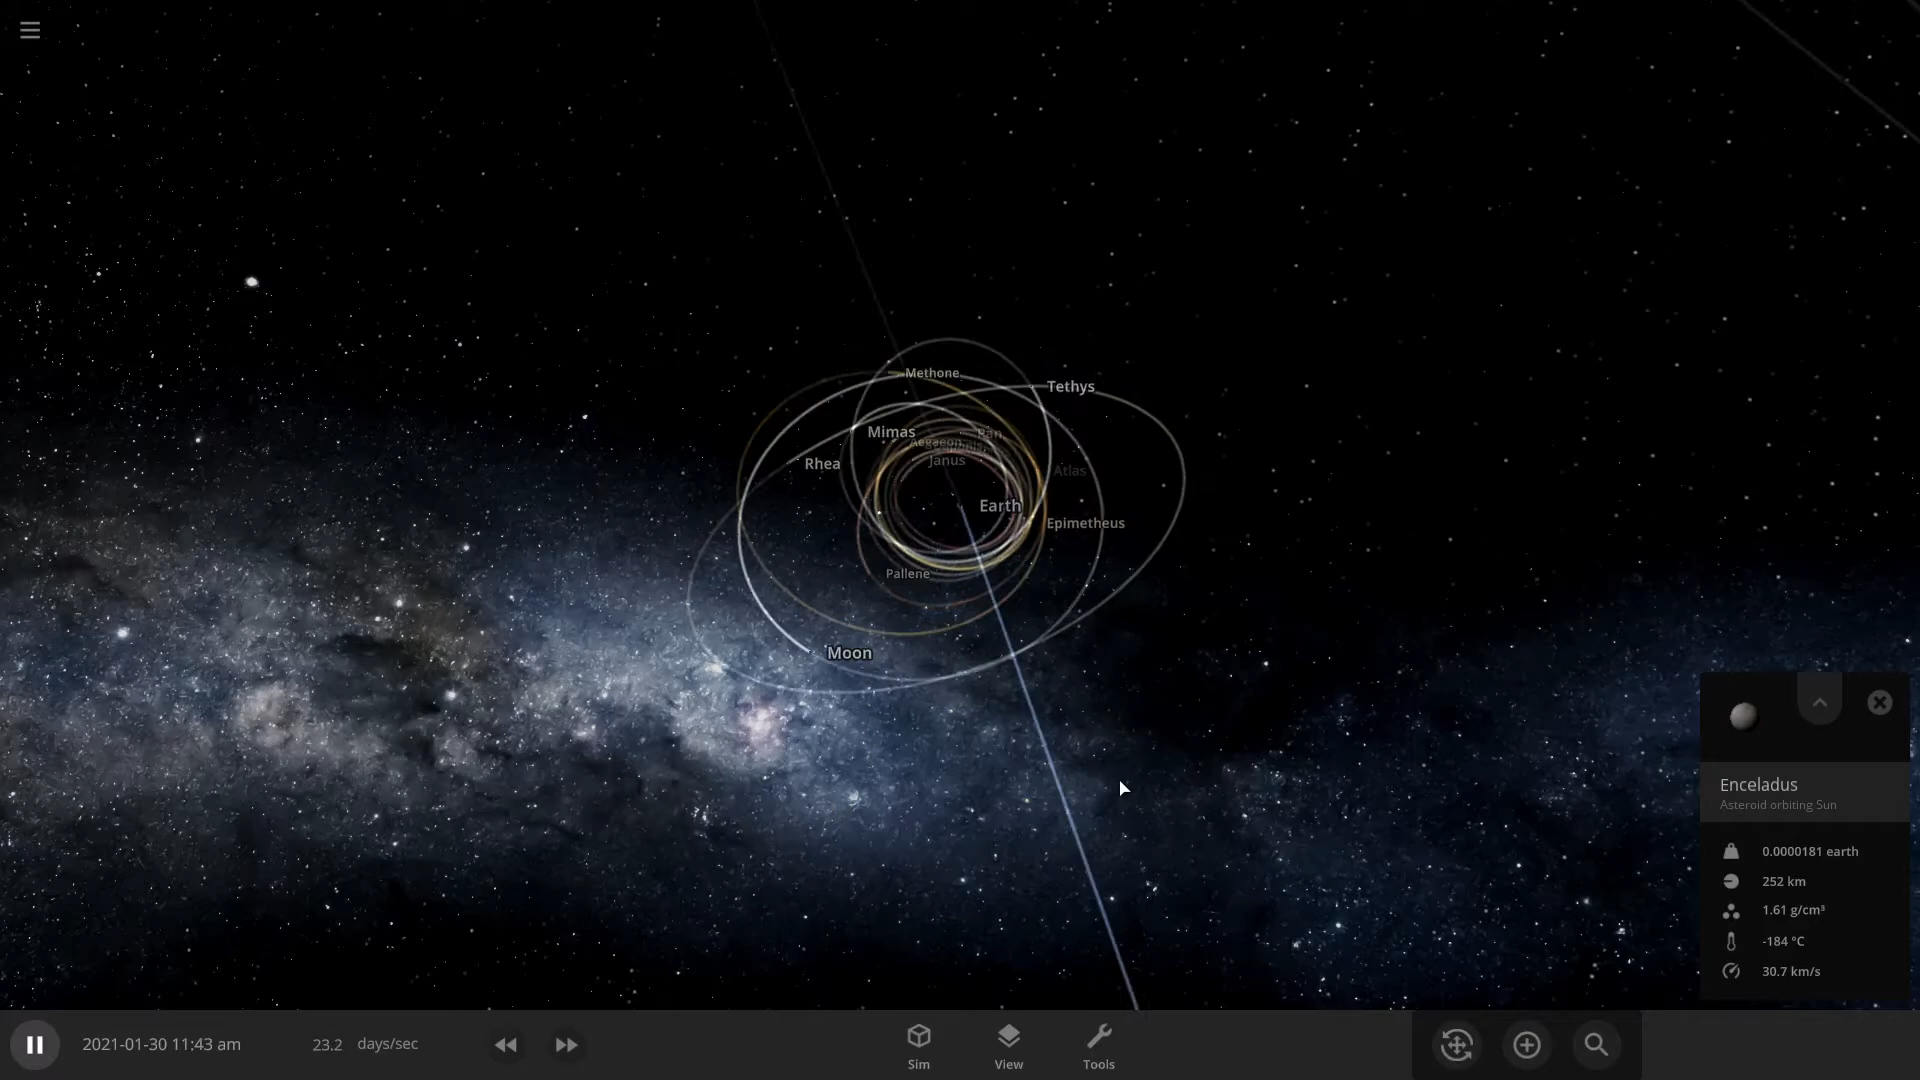 Methone
Tethys
Mimas
Pan
Aegaeon
Janus
Rhea
Atlas
Earth
Epimetheus
Pallene
Moon
Enceladus
Asteroid orbiting Sun
0.0000181 earth
252 km
1.61 g/cm³
-184 °C
30.7 km/s
2021-01-30 11:43 am
23.2 days/sec
Sim
View
Tools